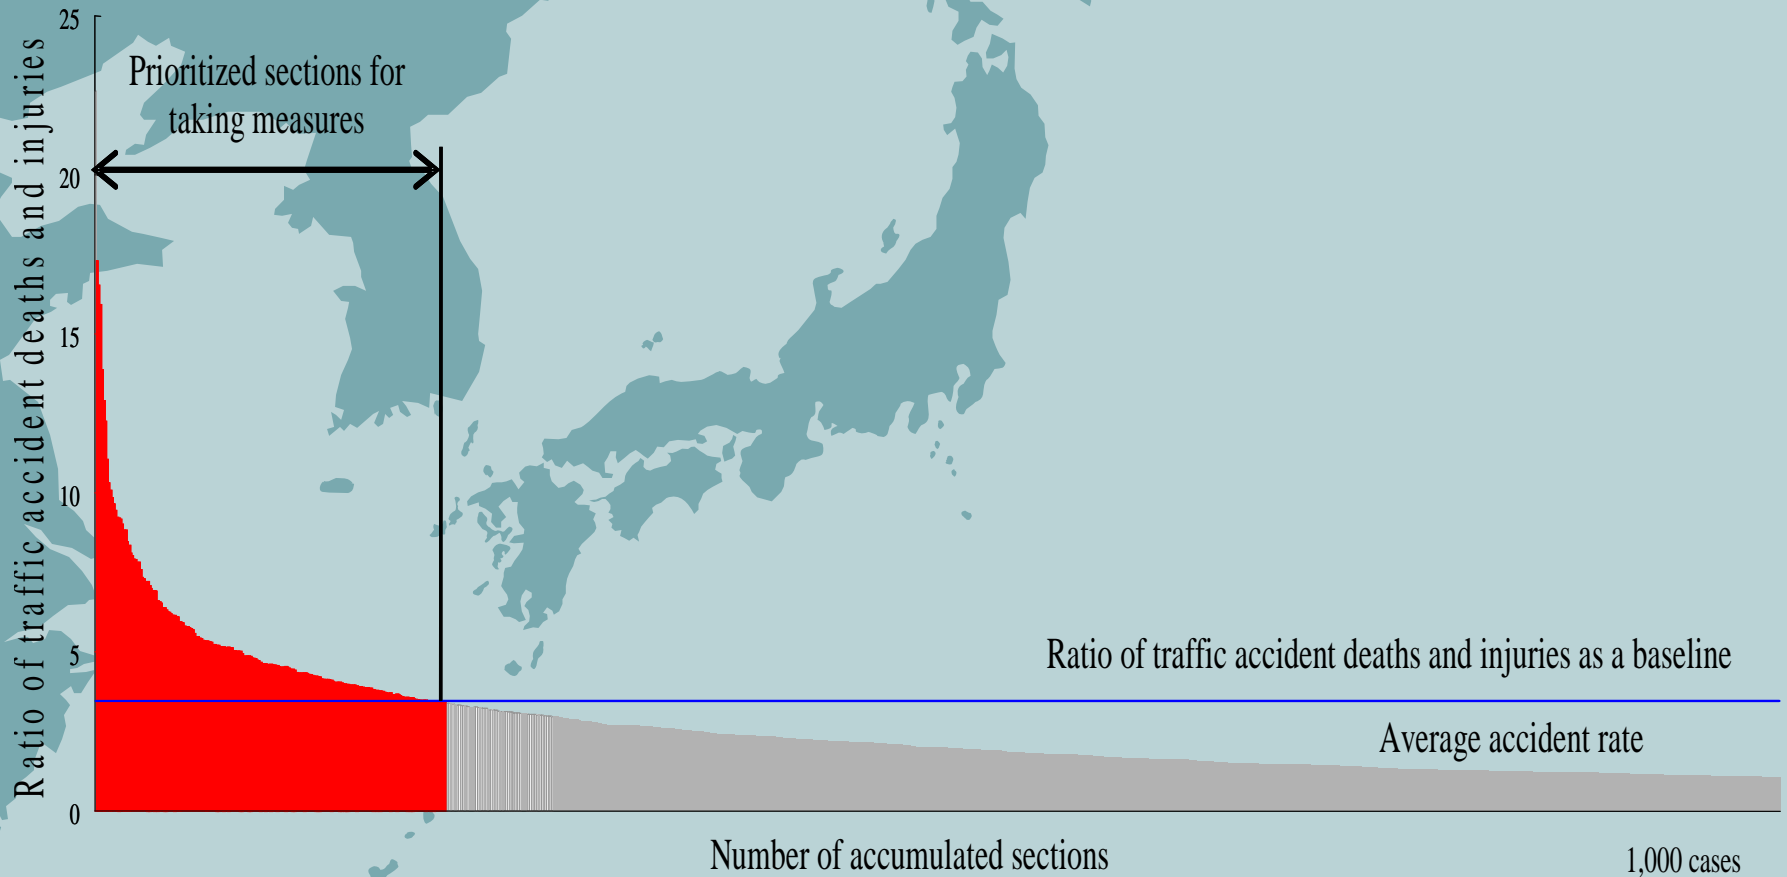 25
Prioritized sections for
taking measures
20
15
10
5
0
Ratio of traffic accident deaths and injuries
Ratio of traffic accident deaths and injuries as a baseline
Average accident rate
Number of accumulated sections
1,000 cases